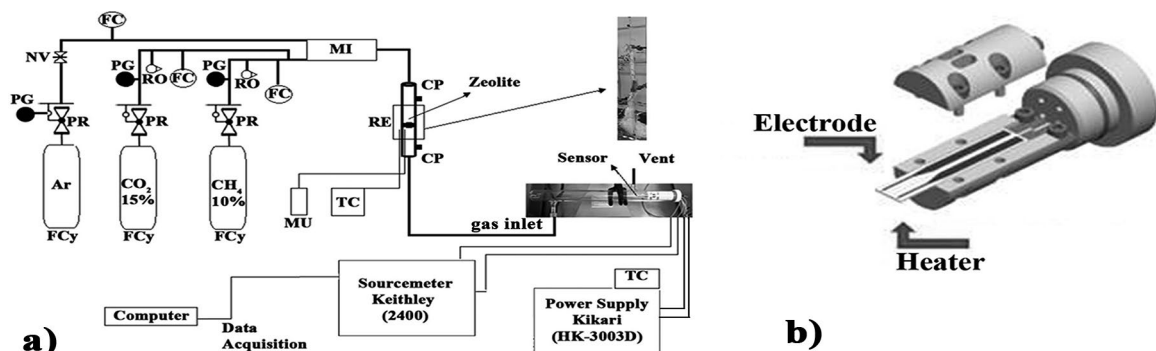 FC
NV
MI
PG
RO
FC
PG
RO
FC
CP
Zeolite
PG
PR
PR
PR
RE
CP
Ar
CO2
15%
CH4
10%
FCy
FCy
FCy
MU
TC
Sensor
Vent
gas inlet
Sourcemeter
Keithley
(2400)
TC
Power Supply
Kikari
(HK-3003D)
Computer
Data
Acquisition
a)
Electrode
Heater
b)